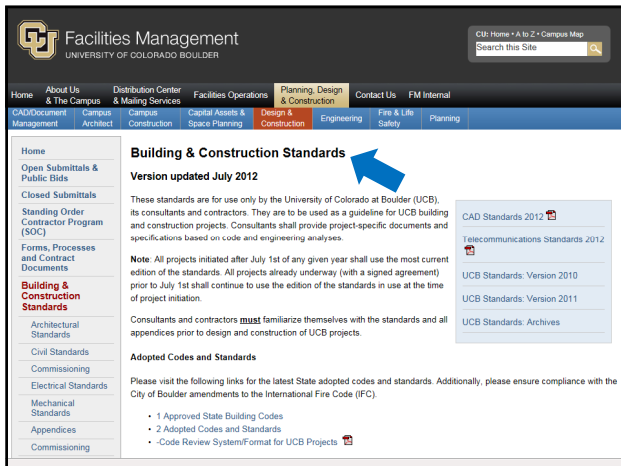 Facilities Management
UNIVERSITY OF COLORADO BOULDER
CU: Home • A to Z • Campus Map
Search this Site
Home
About Us
& The Campus
Distribution Center
& Mailing Services
Facilities Operations
Planning, Design
& Construction
Contact Us
FM Internal
CAD/Document
Management
Campus
Architect
Campus
Construction
Capital Assets &
Space Planning
Design &
Construction
Engineering
Fire & Life
Safety
Planning
Home
Open Submittals &
Public Bids
Closed Submittals
Standing Order
Contractor Program
(SOC)
Forms, Processes
and Contract
Documents
Building &
Construction
Standards
Architectural
Standards
Civil Standards
Commissioning
Electrical Standards
Mechanical
Standards
Appendices
Commissioning
Building & Construction Standards
Version updated July 2012
These standards are for use only by the University of Colorado at Boulder (UCB),
its consultants and contractors. They are to be used as a guideline for UCB building
and construction projects. Consultants shall provide project-specific documents and
specifications based on code and engineering analyses.
Note: All projects initiated after July 1st of any given year shall use the most current
edition of the standards. All projects already underway (with a signed agreement)
prior to July 1st shall continue to use the edition of the standards in use at the time
of project initiation.
Consultants and contractors must familiarize themselves with the standards and all
appendices prior to design and construction of UCB projects.
Adopted Codes and Standards
Please visit the following links for the latest State adopted codes and standards. Additionally, please ensure compliance with the
City of Boulder amendments to the International Fire Code (IFC).
• 1 Approved State Building Codes
• 2 Adopted Codes and Standards
• -Code Review System/Format for UCB Projects
CAD Standards 2012
Telecommunications Standards 2012
UCB Standards: Version 2010
UCB Standards: Version 2011
UCB Standards: Archives